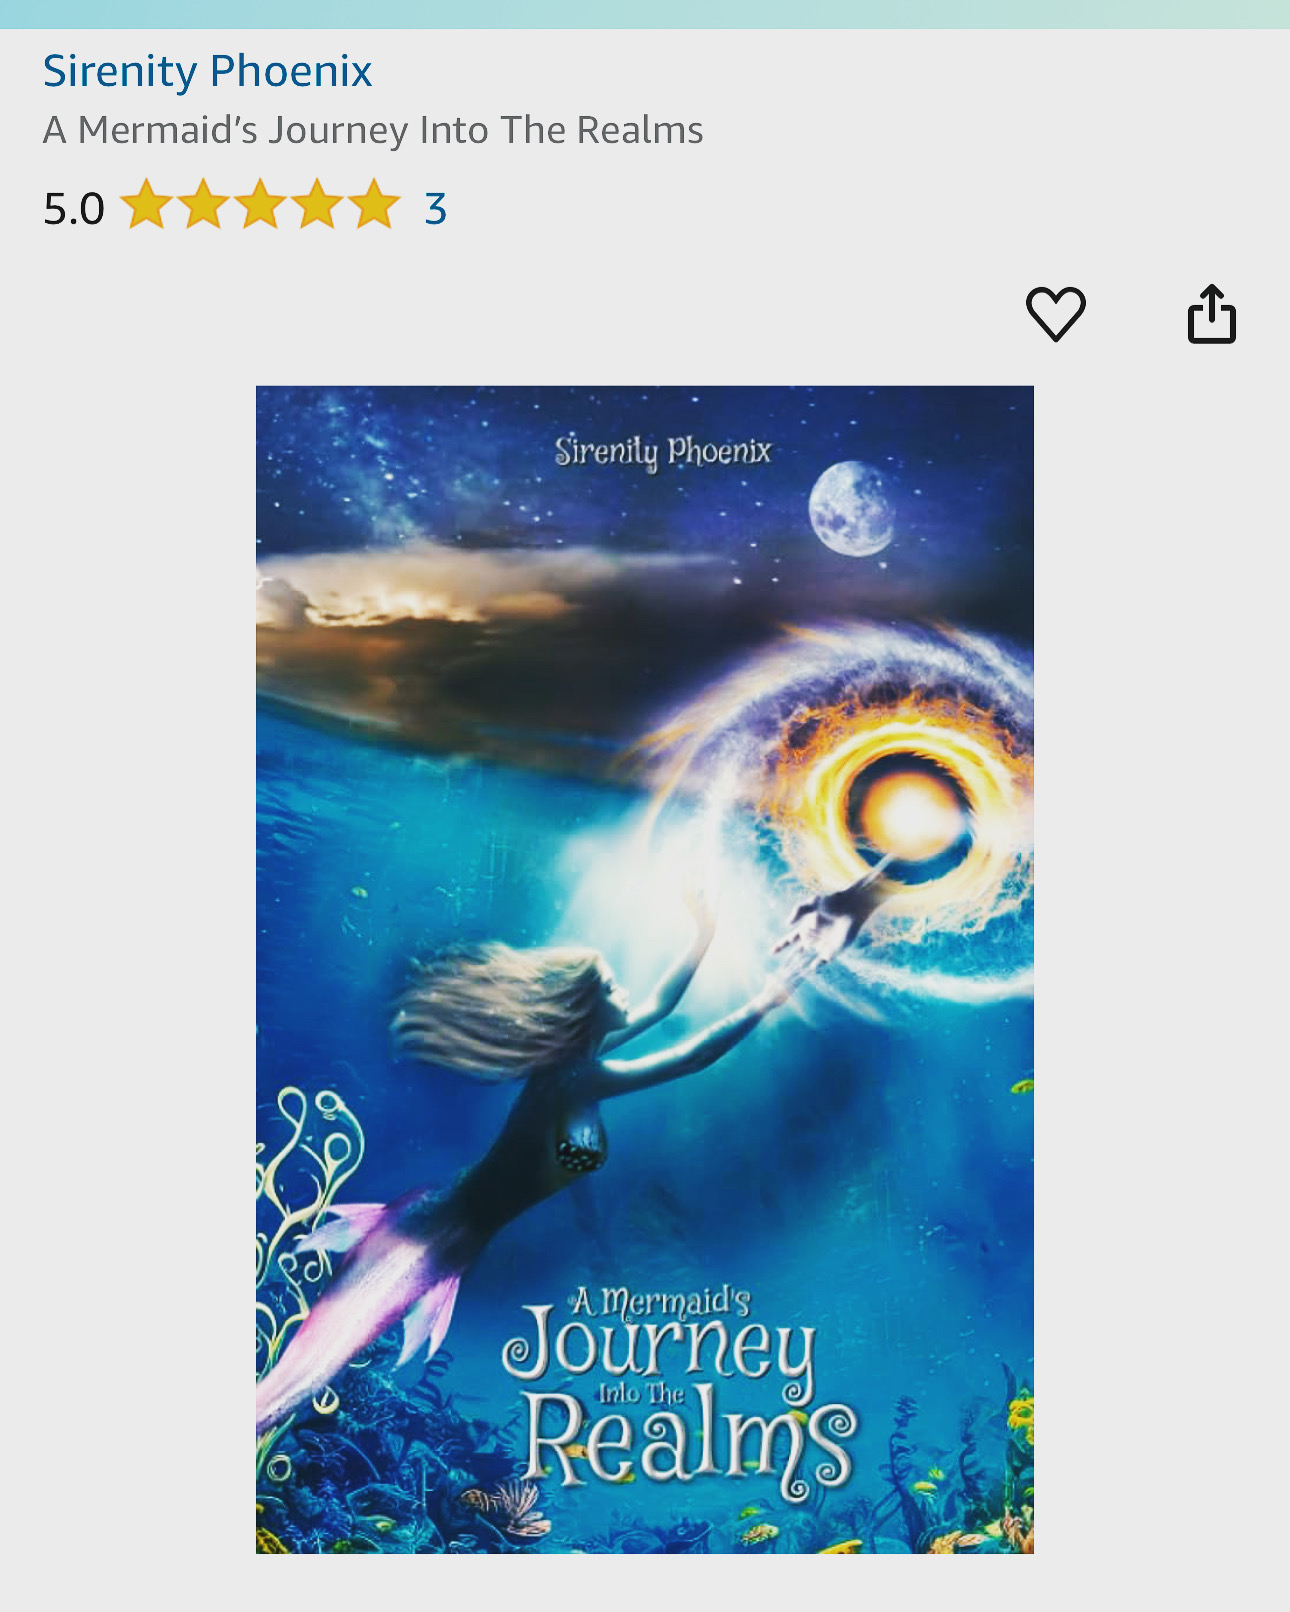 Sirenity Phoenix
A Mermaid’s Journey Into The Realms
5.0 3
Sirenity Phoenix
A Mermaid's
Journey
Into The
Realms